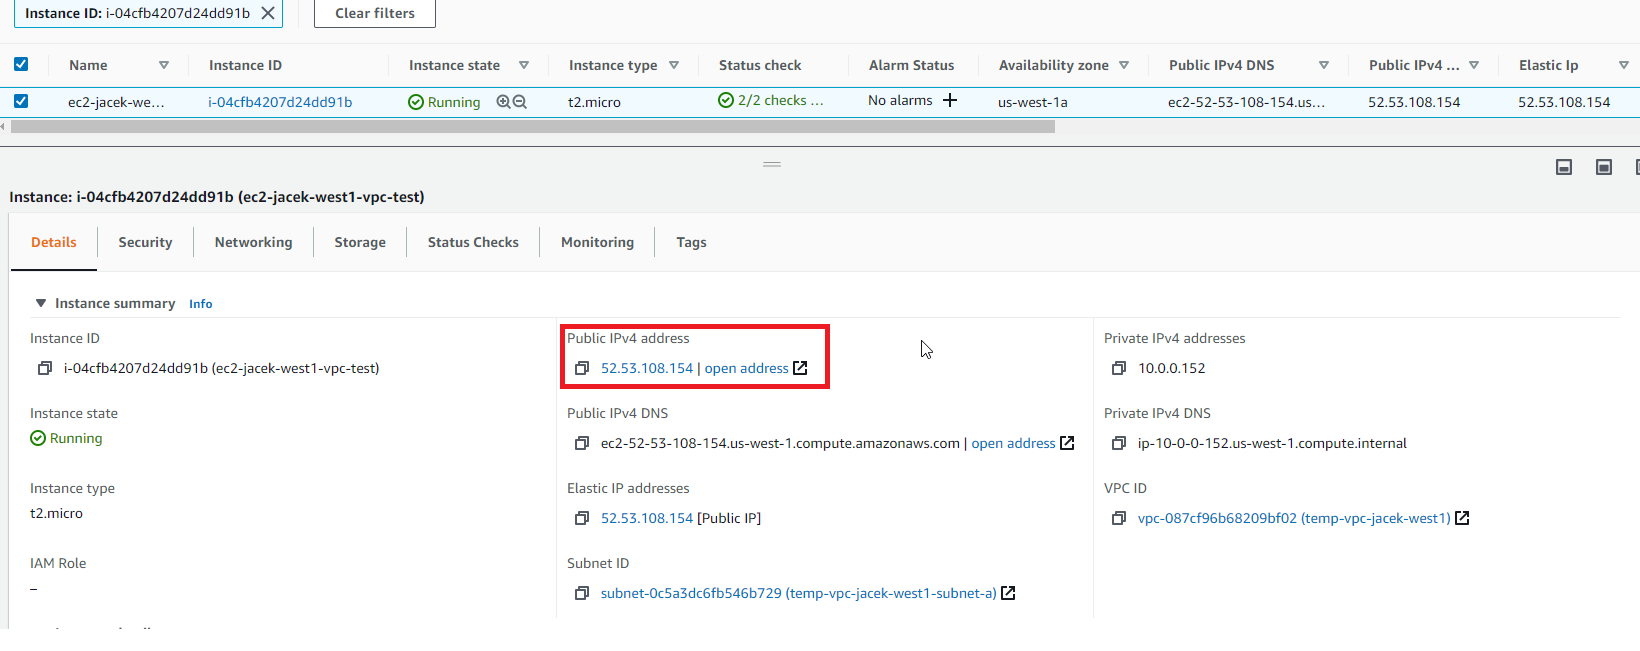 Instance ID: i-04cfb4207d24dd91b Clear filters
Name Instance ID Instance state Instance type Status check Alarm Status Availability zone Public IPv4 DNS Public IPv4 ... Elastic Ip
ec2-jacek-we... i-04cfb4207d24dd91b Running t2.micro 2/2 checks ... No alarms + us-west-1a ec2-52-53-108-154.us... 52.53.108.154 52.53.108.154
Instance: i-04cfb4207d24dd91b (ec2-jacek-west1-vpc-test)
Details Security Networking Storage Status Checks Monitoring Tags
Instance summary Info
Instance ID Public IPv4 address Private IPv4 addresses
i-04cfb4207d24dd91b (ec2-jacek-west1-vpc-test) 52.53.108.154 | open address 10.0.0.152
Instance state Public IPv4 DNS Private IPv4 DNS
Running ec2-52-53-108-154.us-west-1.compute.amazonaws.com | open address ip-10-0-0-152.us-west-1.compute.internal
Instance type Elastic IP addresses VPC ID
t2.micro 52.53.108.154 [Public IP] vpc-087cf96b68209bf02 (temp-vpc-jacek-west1)
IAM Role Subnet ID
– subnet-0c5a3dc6fb546b729 (temp-vpc-jacek-west1-subnet-a)